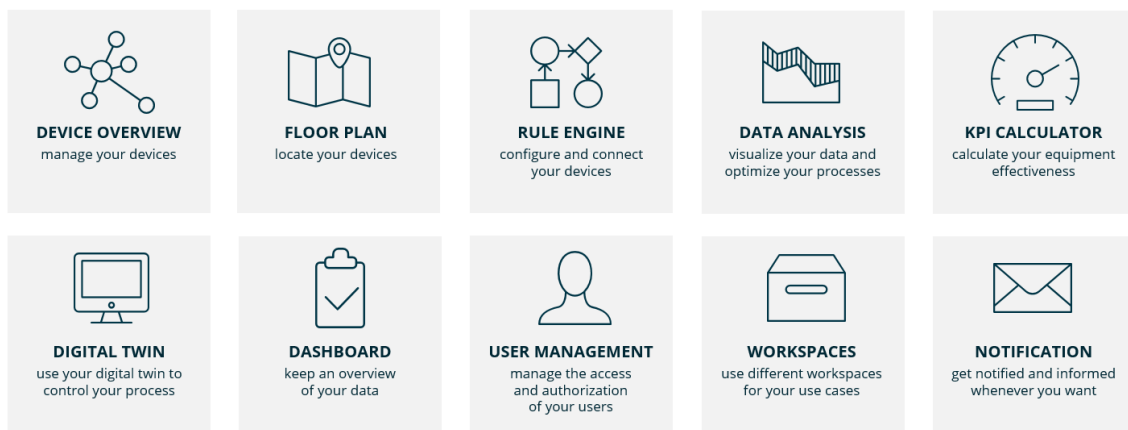 DEVICE OVERVIEW
manage your devices
FLOOR PLAN
locate your devices
RULE ENGINE
configure and connect
your devices
DATA ANALYSIS
visualize your data and
optimize your processes
KPI CALCULATOR
calculate your equipment
effectiveness
DIGITAL TWIN
use your digital twin to
control your process
DASHBOARD
keep an overview
of your data
USER MANAGEMENT
manage the access
and authorization
of your users
WORKSPACES
use different workspaces
for your use cases
NOTIFICATION
get notified and informed
whenever you want